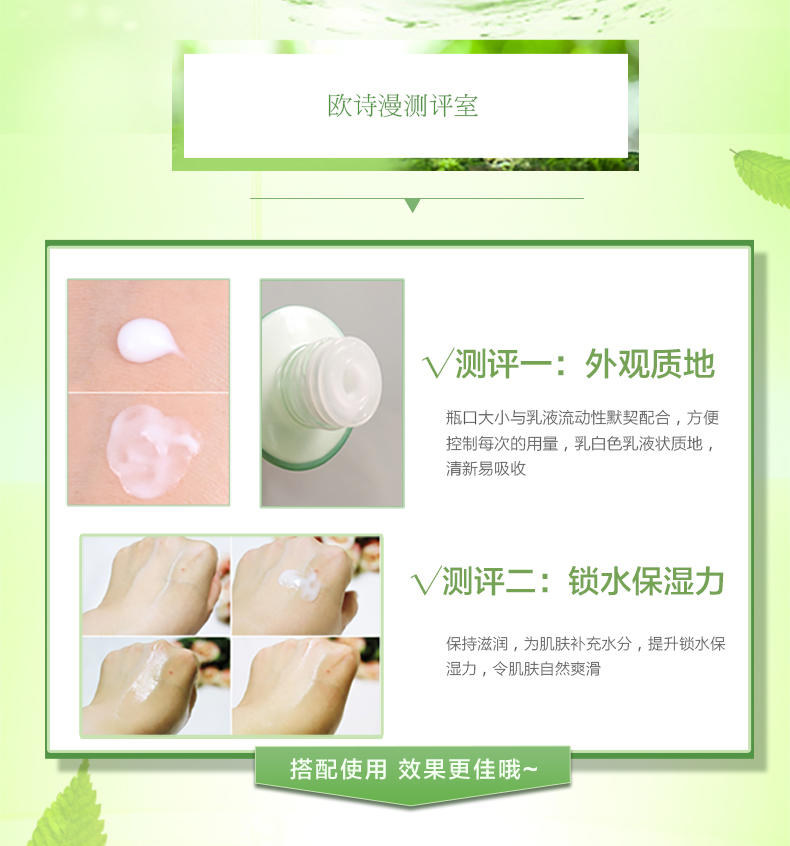 欧诗漫测评室
√测评一：外观质地
瓶口大小与乳液流动性默契配合，方便
控制每次的用量，乳白色乳液状质地，
清新易吸收
√测评二：锁水保湿力
保持滋润，为肌肤补充水分，提升锁水保
湿力，令肌肤自然爽滑
搭配使用 效果更佳哦~